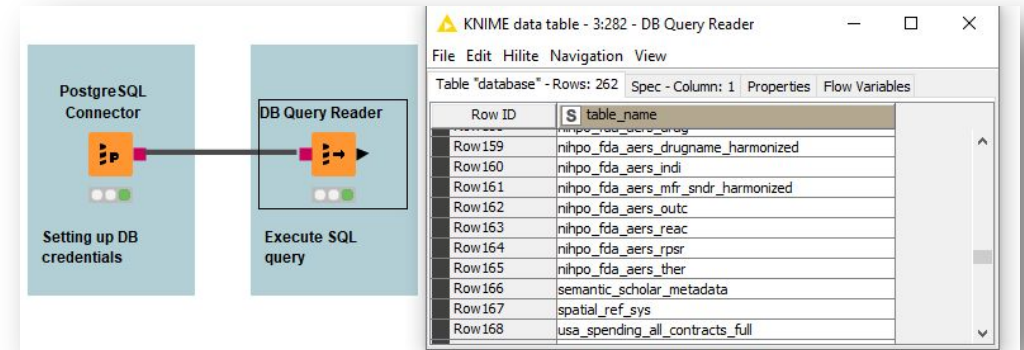 PostgreSQL
Connector
Setting up DB
credentials
DB Query Reader
Execute SQL
query
KNIME data table - 3:282 - DB Query Reader
File Edit Hilite Navigation View
Table "database" - Rows: 262 Spec - Column: 1 Properties Flow Variables
Row ID S table_name
nihpo_fda_aers_drug
Row159 nihpo_fda_aers_drugname_harmonized
Row160 nihpo_fda_aers_indi
Row161 nihpo_fda_aers_mfr_sndr_harmonized
Row162 nihpo_fda_aers_outc
Row163 nihpo_fda_aers_reac
Row164 nihpo_fda_aers_rpsr
Row165 nihpo_fda_aers_ther
Row166 semantic_scholar_metadata
Row167 spatial_ref_sys
Row168 usa_spending_all_contracts_full